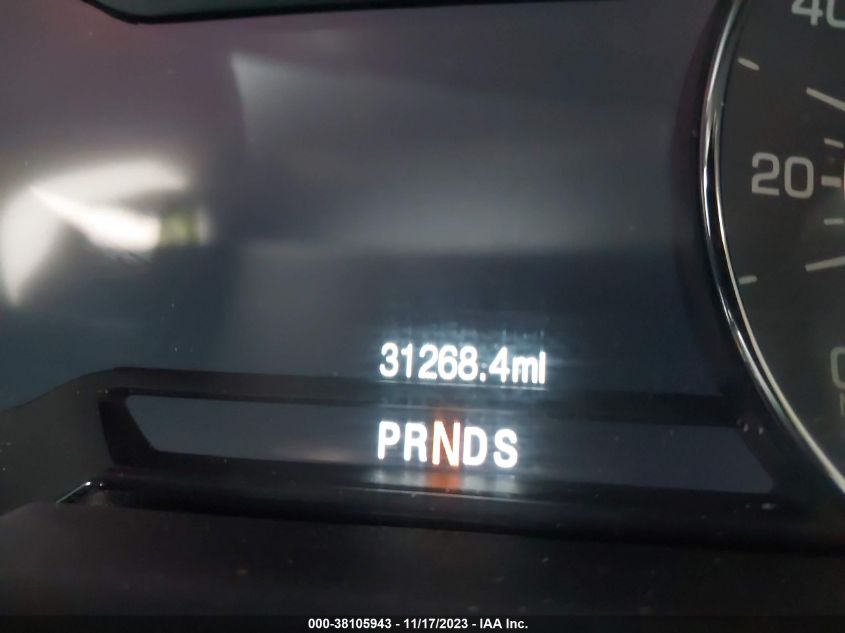 40
20
31268.4mi
PRNDS
000-38105943 - 11/17/2023 - IAA Inc.